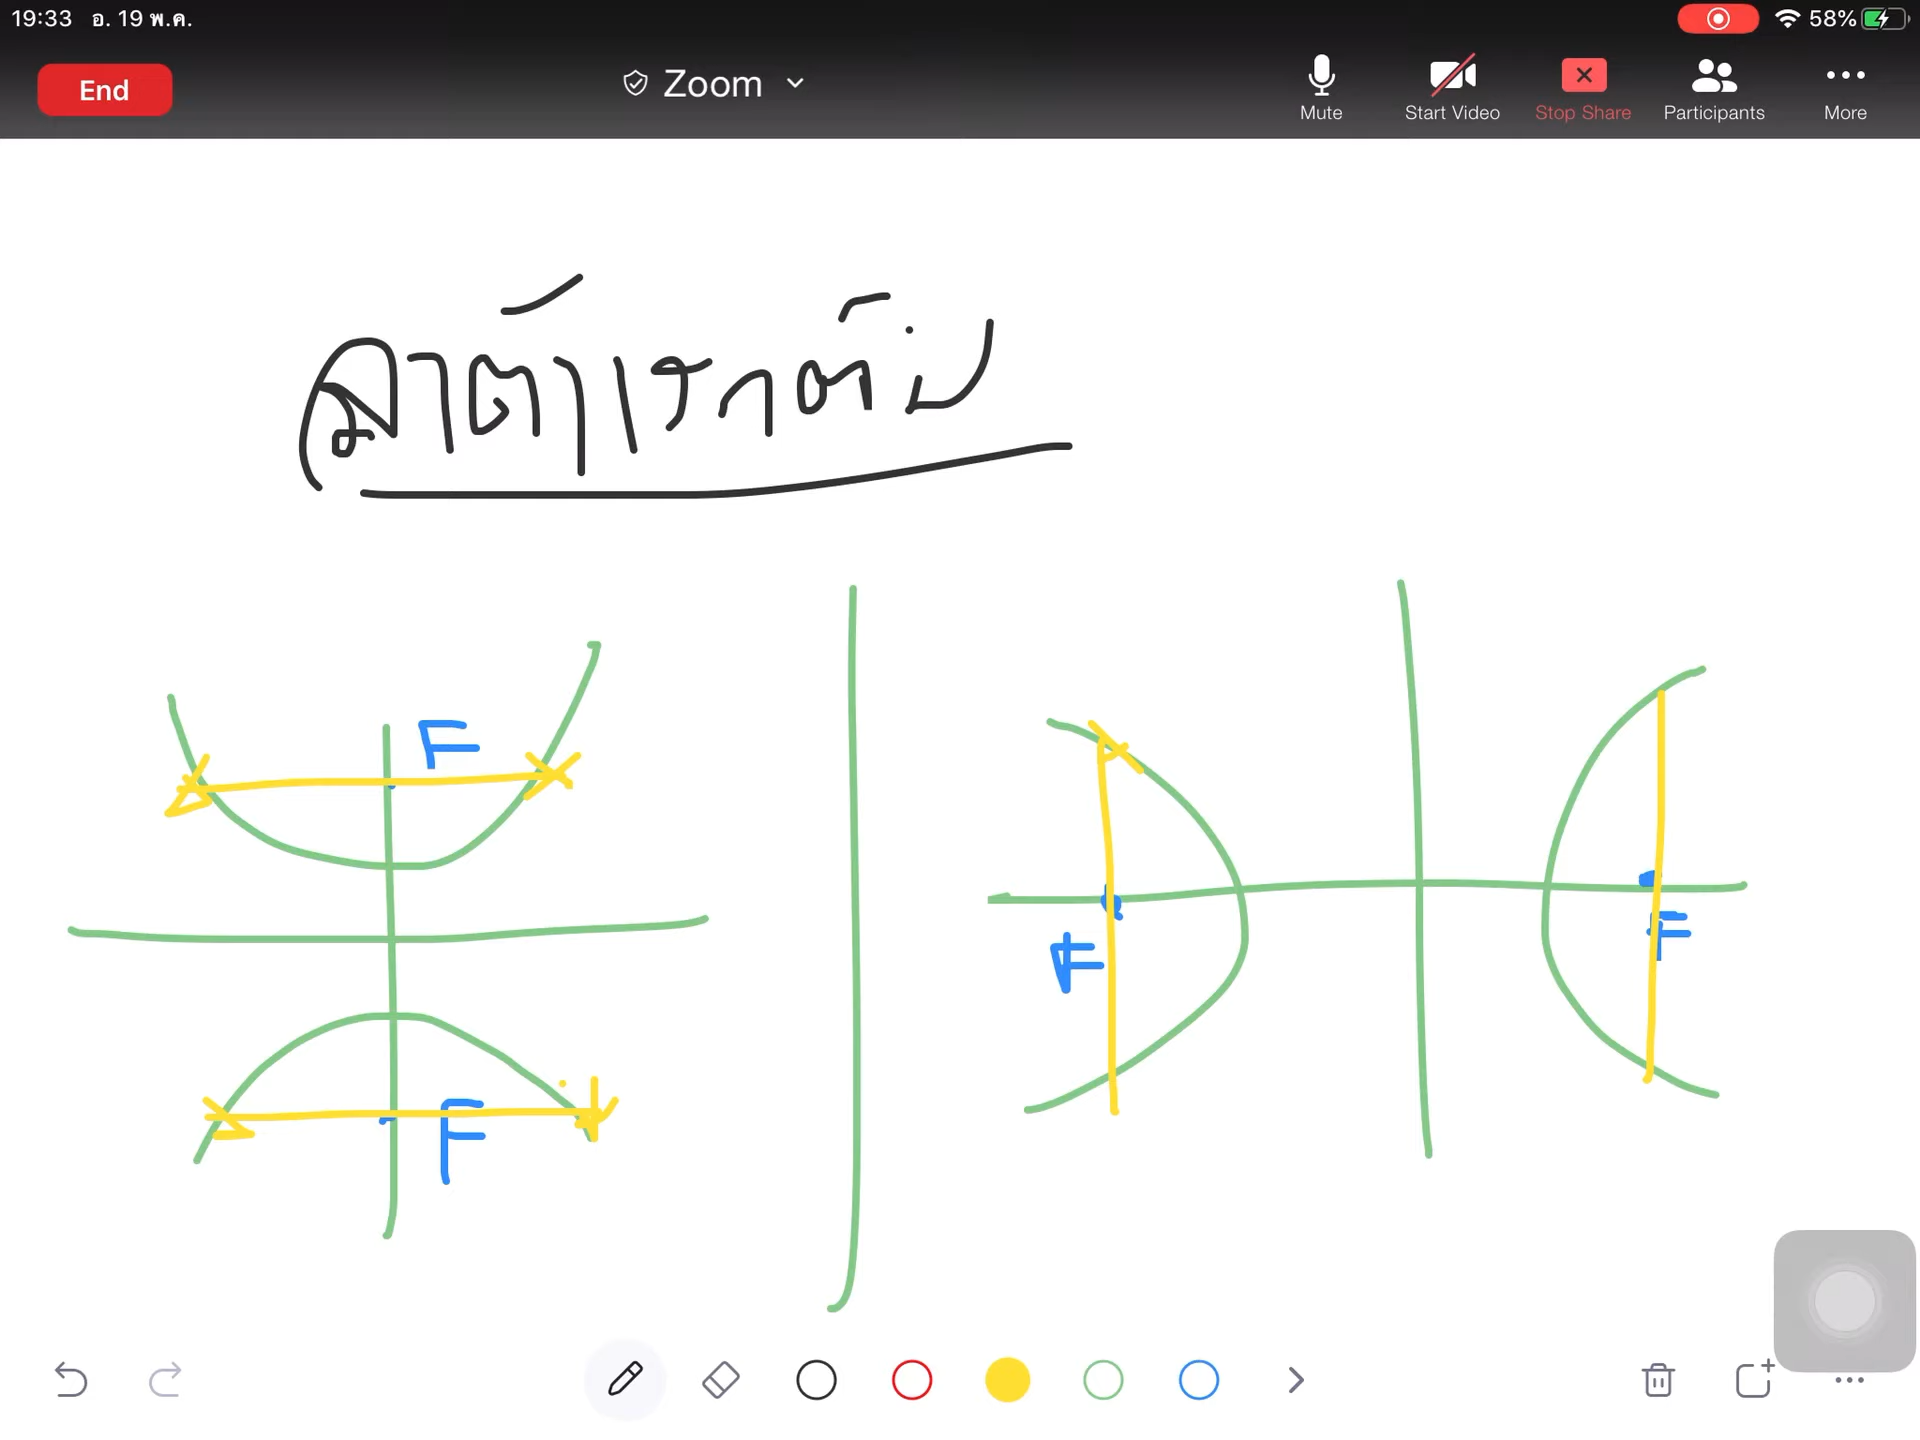 19:33 อ. 19 พ.ค.
58%
End
Zoom
Mute
Start Video
Stop Share
Participants
More
ลาตัสเรกตัม
F
F
F
F